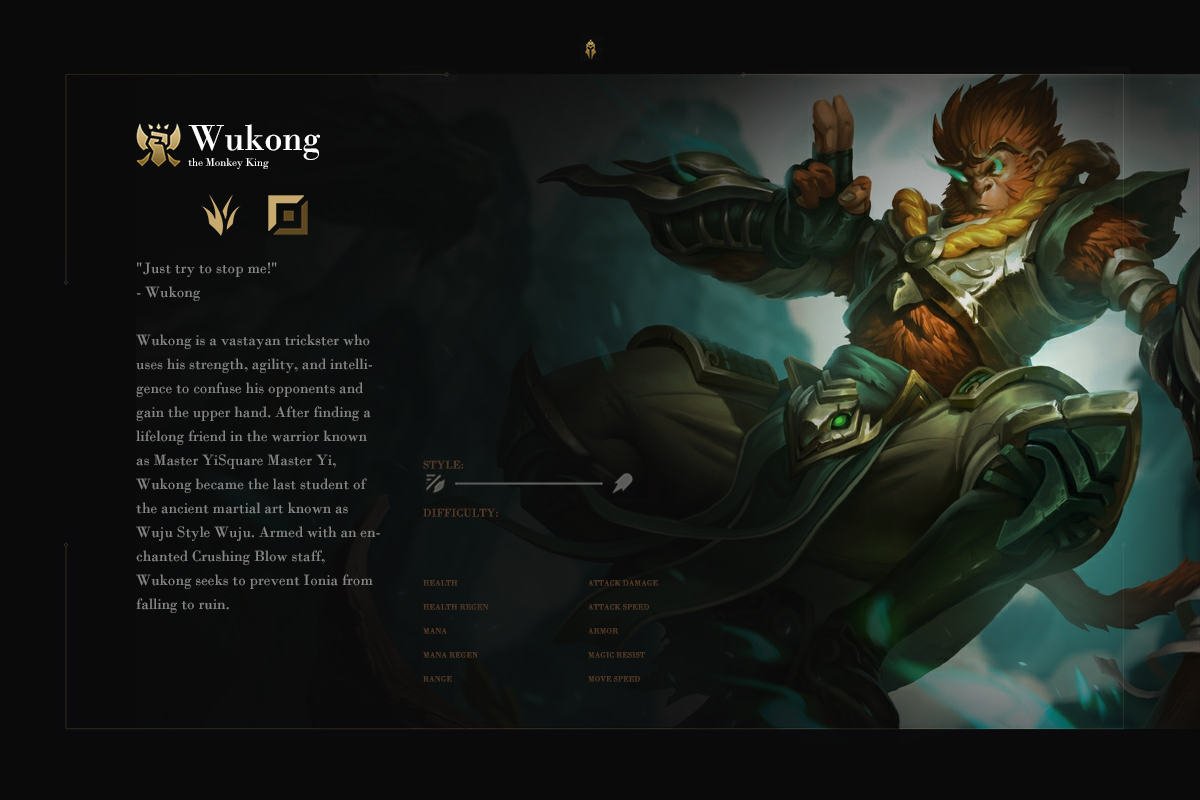 Wukong
the Monkey King
"Just try to stop me!"
- Wukong
Wukong is a vastayan trickster who
uses his strength, agility, and intelli-
gence to confuse his opponents and
gain the upper hand. After finding a
lifelong friend in the warrior known
as Master YiSquare Master Yi,
Wukong became the last student of
the ancient martial art known as
Wuju Style Wuju. Armed with an en-
chanted Crushing Blow staff,
Wukong seeks to prevent Ionia from
falling to ruin.
STYLE:
DIFFICULTY:
HEALTH
HEALTH REGEN
MANA
MANA REGEN
RANGE
ATTACK DAMAGE
ATTACK SPEED
ARMOR
MAGIC RESIST
MOVE SPEED